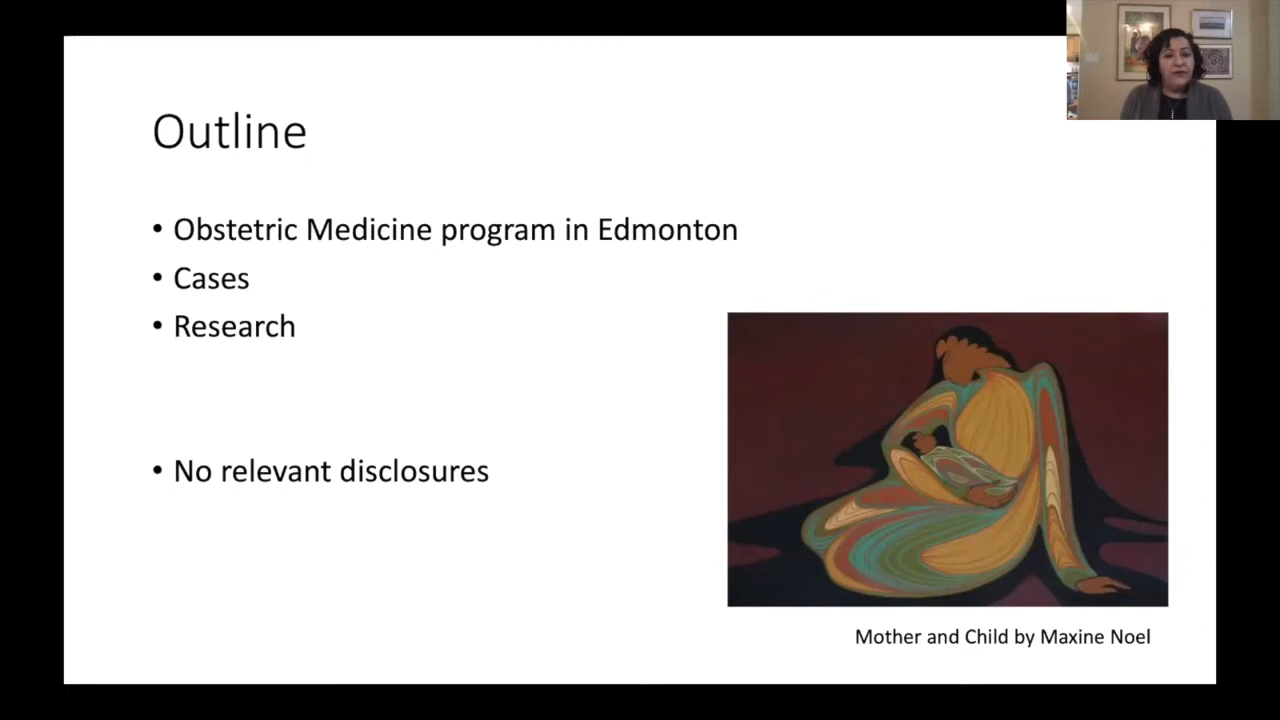 Outline
• Obstetric Medicine program in Edmonton
• Cases
• Research
• No relevant disclosures
Mother and Child by Maxine Noel